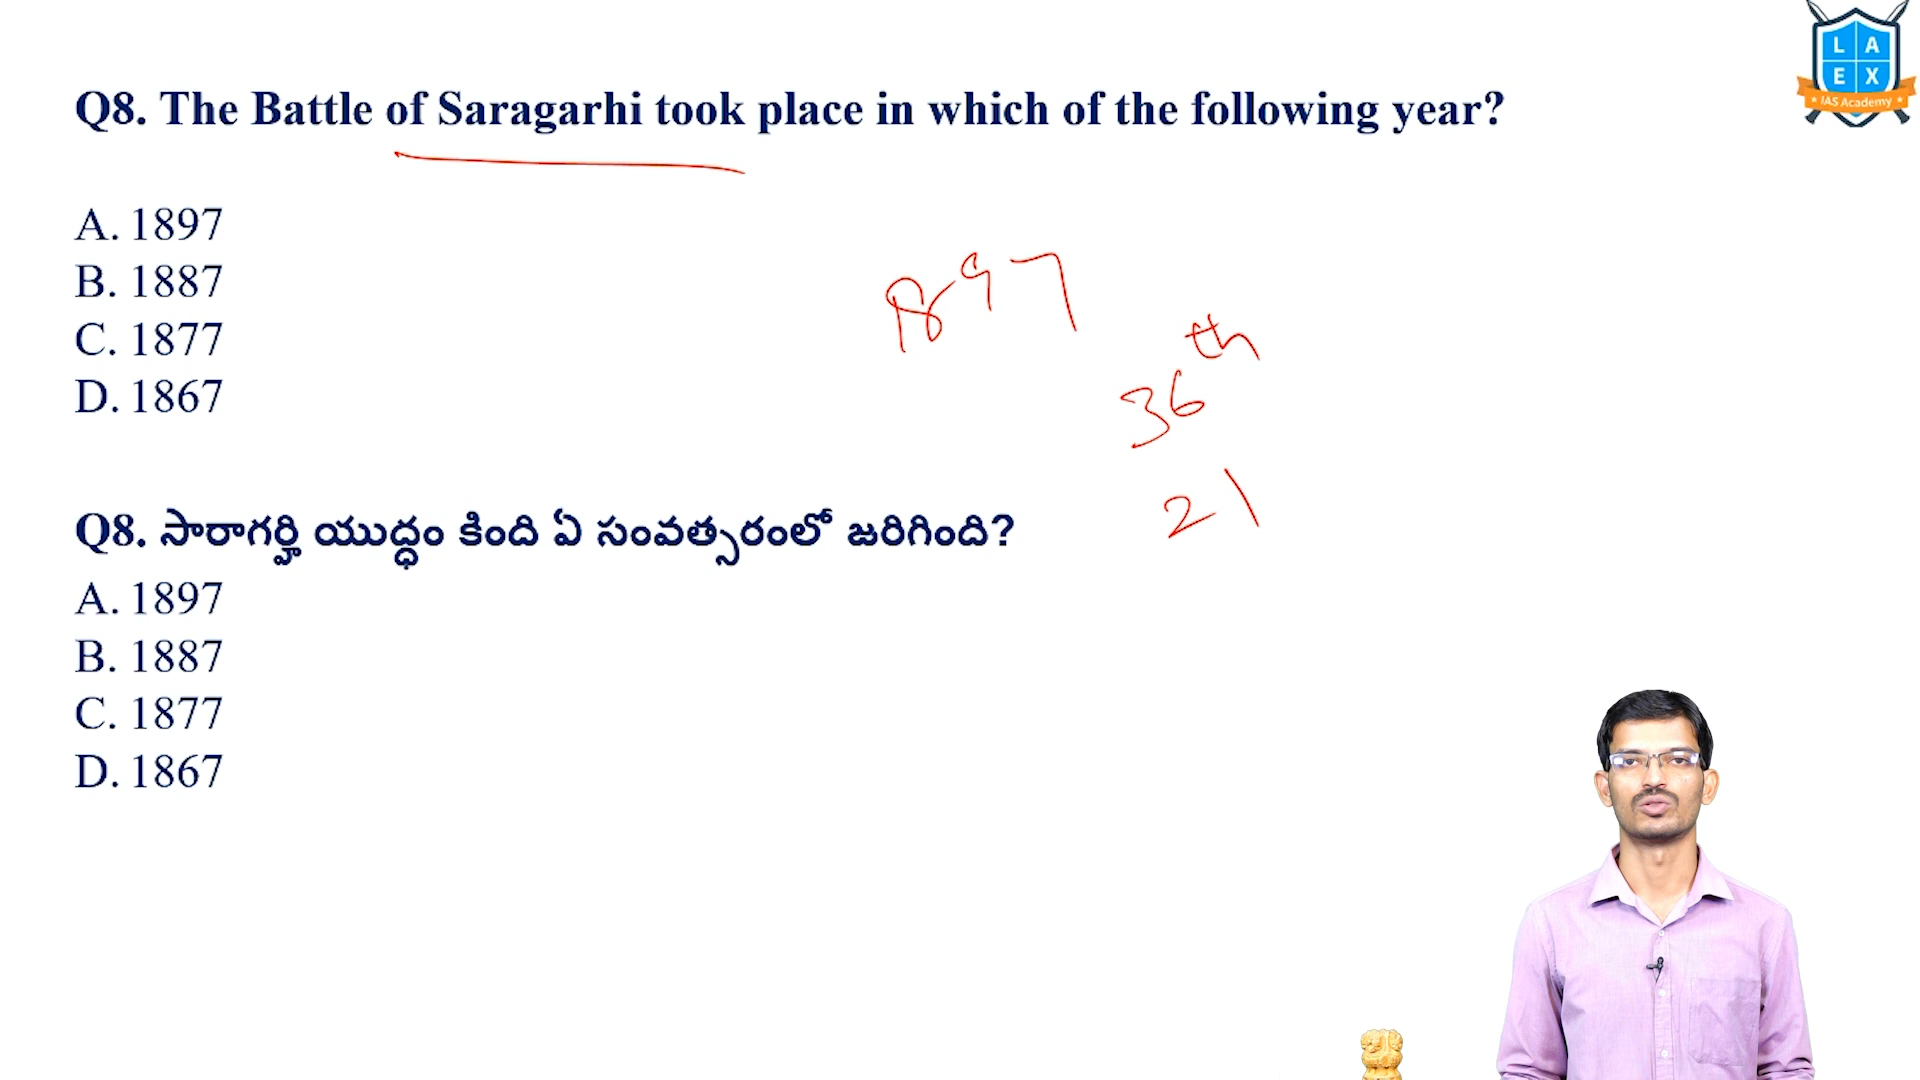 L A
E X
IAS Academy
Q8. The Battle of Saragarhi took place in which of the following year?
A. 1897
B. 1887
C. 1877
D. 1867
1897
36th
21
Q8. సారాగర్హి యుద్ధం కింది ఏ సంవత్సరంలో జరిగింది?
A. 1897
B. 1887
C. 1877
D. 1867